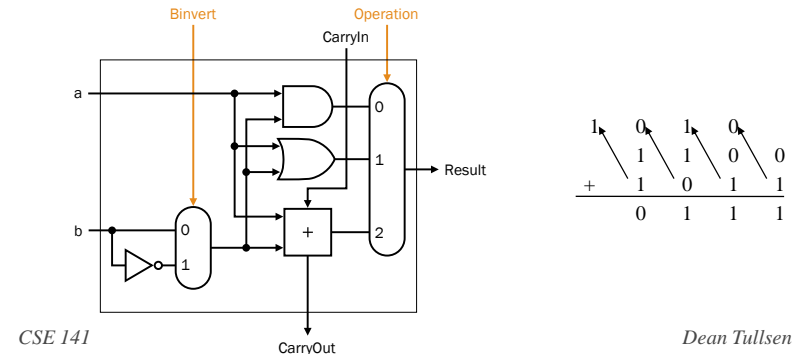 Binvert Operation
CarryIn
a
0
1
Result
b
0
1
+
2
CarryOut
1 0 1 0
1 1 0 0
+ 1 0 1 1
0 1 1 1
CSE 141
Dean Tullsen